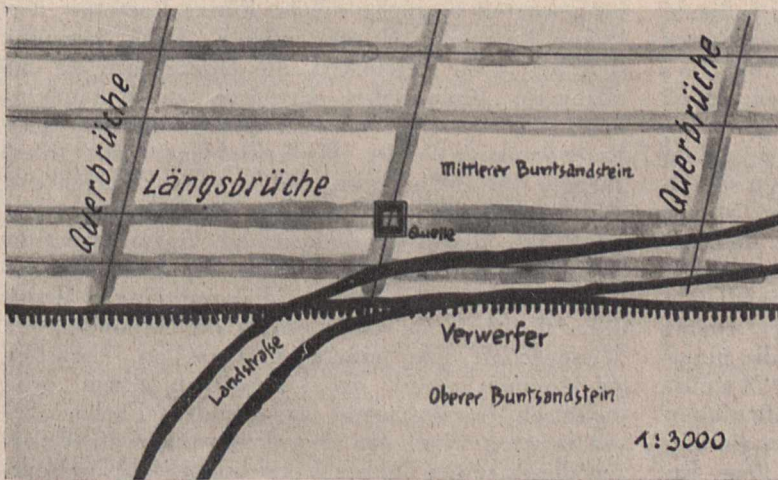 Querbrüche
Querbrüche
Mittlerer Buntsandstein
Längsbrüche
Quelle
Verwerfer
Landstraße
Oberer Buntsandstein
1:3000